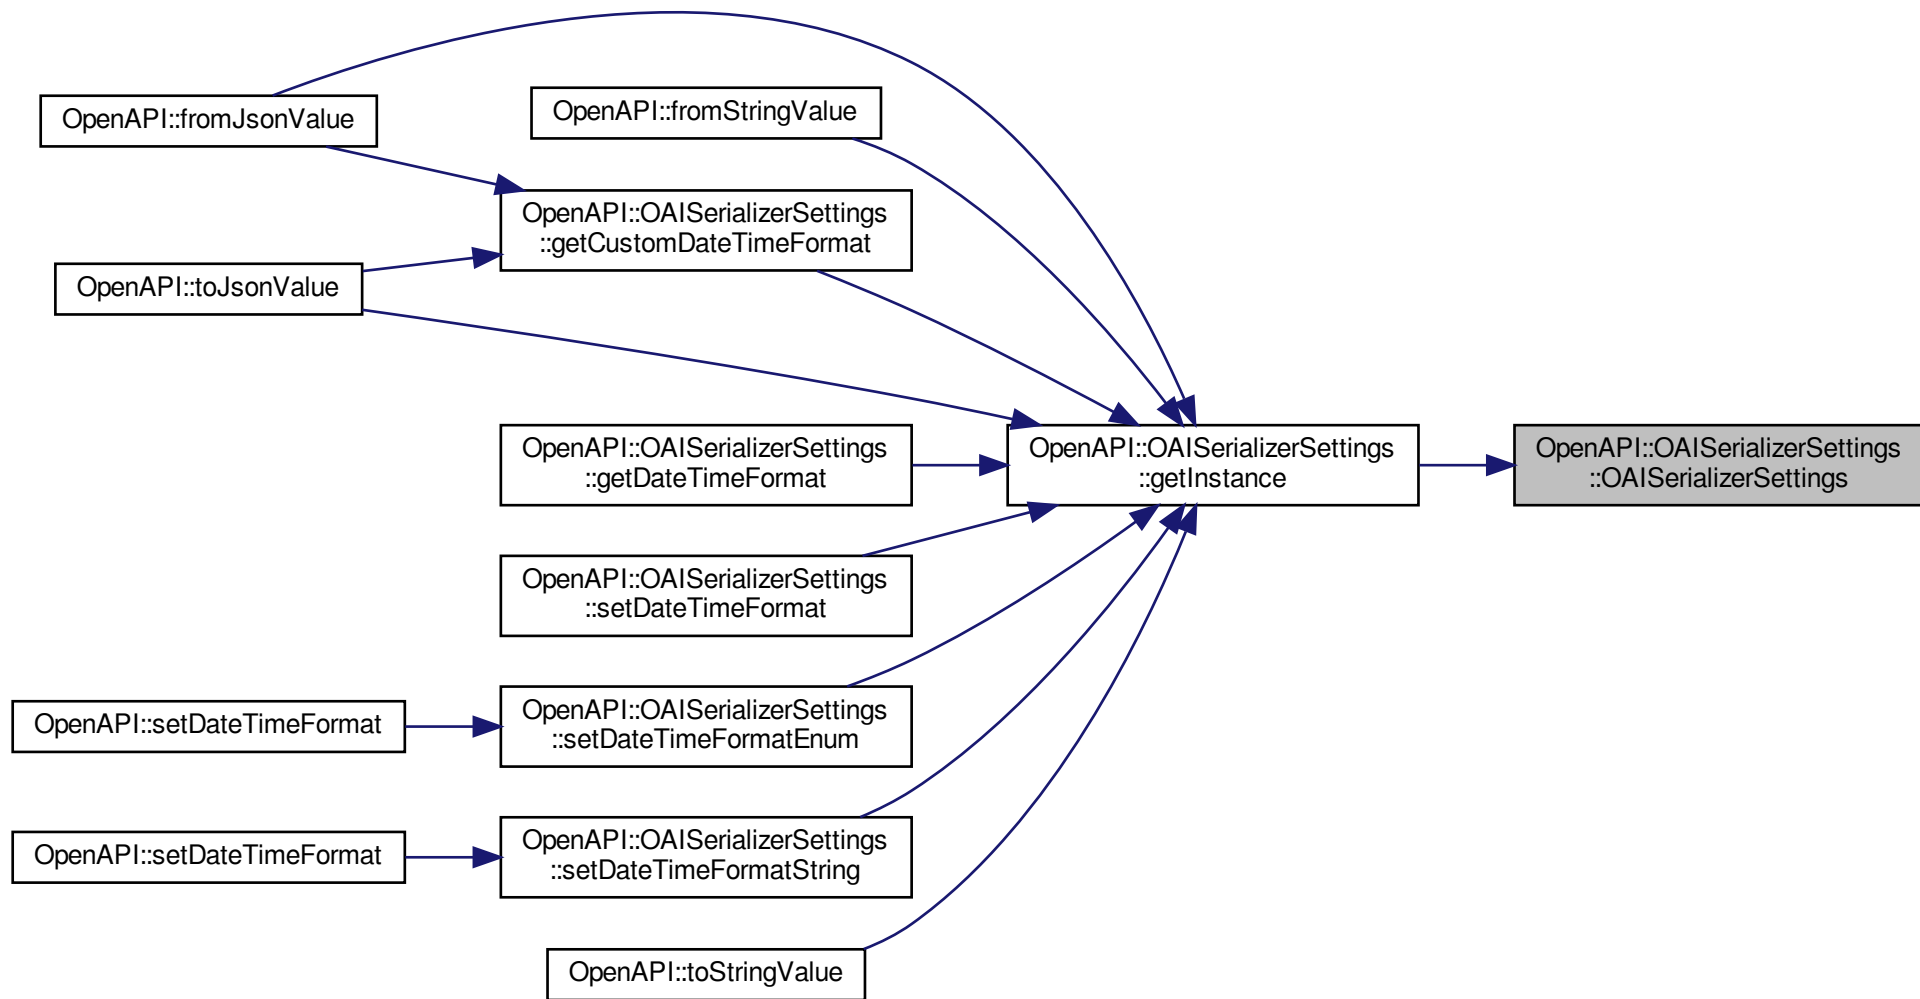 OpenAPI::fromJsonValue
OpenAPI::fromStringValue
OpenAPI::OAISerializerSettings
::getCustomDateTimeFormat
OpenAPI::toJsonValue
OpenAPI::OAISerializerSettings
::getDateTimeFormat
OpenAPI::OAISerializerSettings
::getInstance
OpenAPI::OAISerializerSettings
::OAISerializerSettings
OpenAPI::OAISerializerSettings
::setDateTimeFormat
OpenAPI::setDateTimeFormat
OpenAPI::OAISerializerSettings
::setDateTimeFormatEnum
OpenAPI::setDateTimeFormat
OpenAPI::OAISerializerSettings
::setDateTimeFormatString
OpenAPI::toStringValue